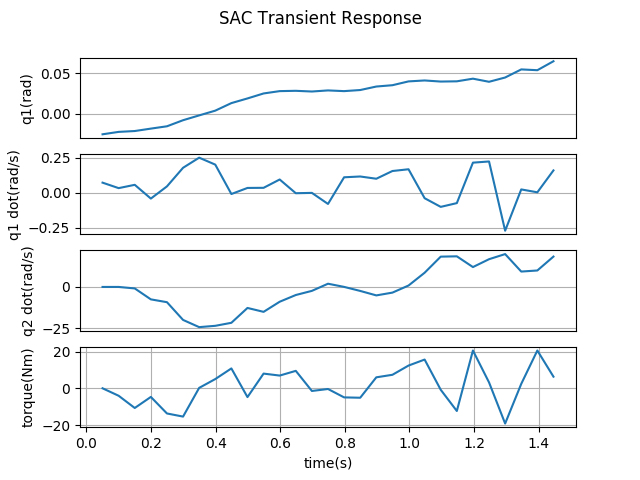 SAC Transient Response
q1(rad)
0.05
0.00
q1 dot(rad/s)
0.25
0.00
−0.25
q2 dot(rad/s)
0
−25
torque(Nm)
20
0
−20
0.0 0.2 0.4 0.6 0.8 1.0 1.2 1.4
time(s)